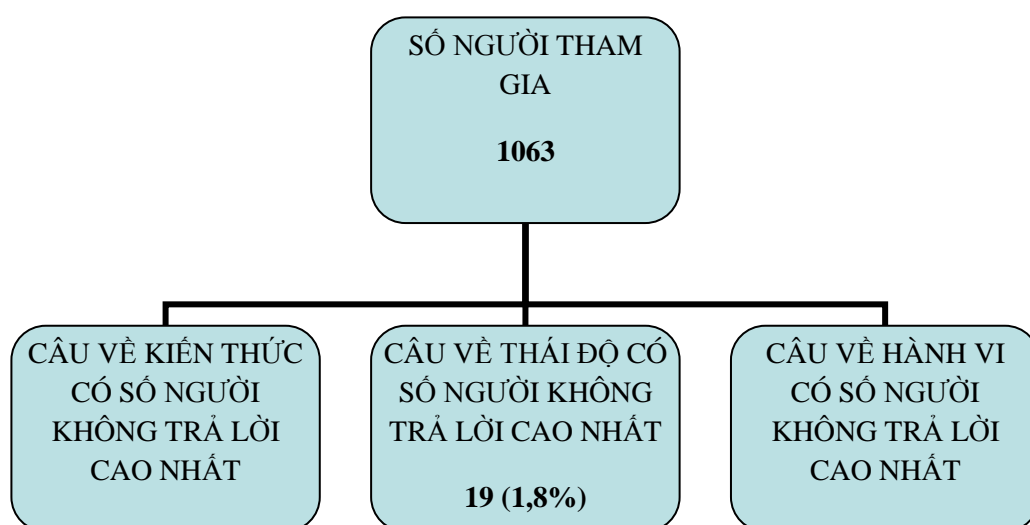 SỐ NGƯỜI THAM
GIA
1063
CÂU VỀ KIẾN THỨC
CÓ SỐ NGƯỜI
KHÔNG TRẢ LỜI
CAO NHẤT
CÂU VỀ THÁI ĐỘ CÓ
SỐ NGƯỜI KHÔNG
TRẢ LỜI CAO NHẤT
19 (1,8%)
CÂU VỀ HÀNH VI
CÓ SỐ NGƯỜI
KHÔNG TRẢ LỜI
CAO NHẤT